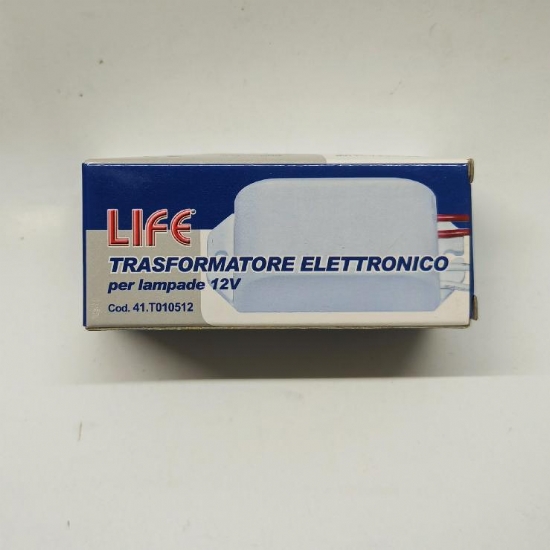 LIFE
TRASFORMATORE ELETTRONICO
per lampade 12V
Cod. 41.T010512